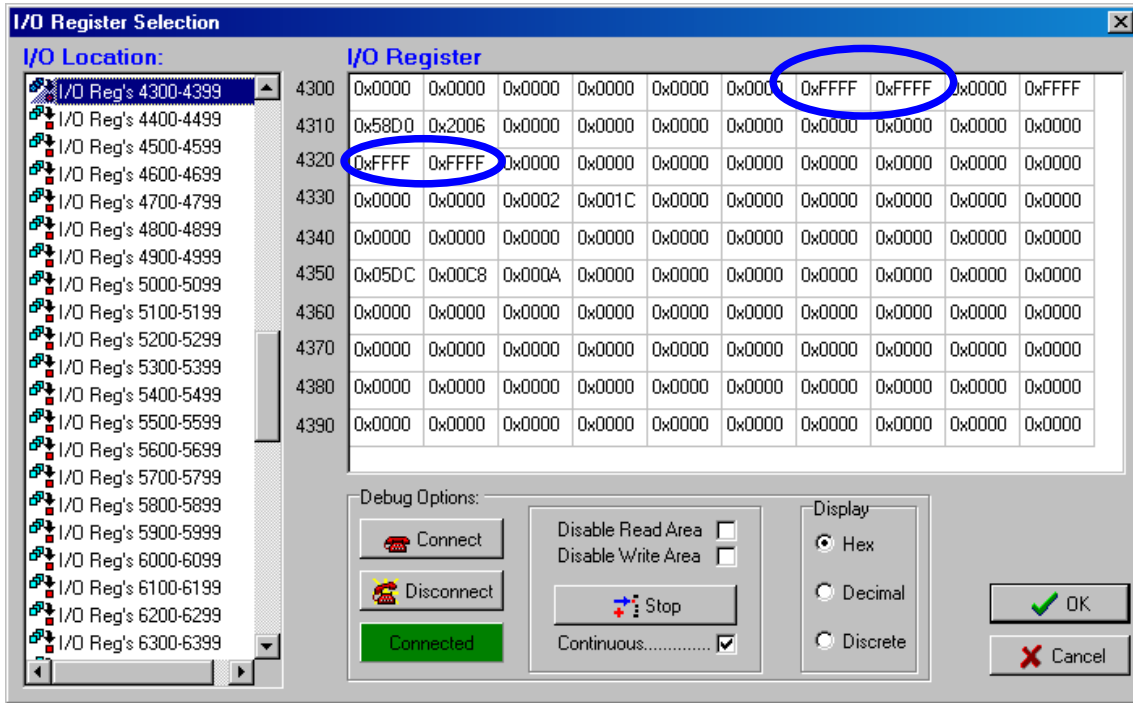 I/O Register Selection
I/O Location:
I/O Register
I/O Reg's 4300-4399
I/O Reg's 4400-4499
I/O Reg's 4500-4599
I/O Reg's 4600-4699
I/O Reg's 4700-4799
I/O Reg's 4800-4899
I/O Reg's 4900-4999
I/O Reg's 5000-5099
I/O Reg's 5100-5199
I/O Reg's 5200-5299
I/O Reg's 5300-5399
I/O Reg's 5400-5499
I/O Reg's 5500-5599
I/O Reg's 5600-5699
I/O Reg's 5700-5799
I/O Reg's 5800-5899
I/O Reg's 5900-5999
I/O Reg's 6000-6099
I/O Reg's 6100-6199
I/O Reg's 6200-6299
I/O Reg's 6300-6399
4300 0x0000 0x0000 0x0000 0x0000 0x0000 0x0000 0xFFFF 0xFFFF 0x0000 0xFFFF
4310 0x58D0 0x2006 0x0000 0x0000 0x0000 0x0000 0x0000 0x0000 0x0000 0x0000
4320 0xFFFF 0xFFFF 0x0000 0x0000 0x0000 0x0000 0x0000 0x0000 0x0000 0x0000
4330 0x0000 0x0000 0x0002 0x001C 0x0000 0x0000 0x0000 0x0000 0x0000 0x0000
4340 0x0000 0x0000 0x0000 0x0000 0x0000 0x0000 0x0000 0x0000 0x0000 0x0000
4350 0x05DC 0x00C8 0x000A 0x0000 0x0000 0x0000 0x0000 0x0000 0x0000 0x0000
4360 0x0000 0x0000 0x0000 0x0000 0x0000 0x0000 0x0000 0x0000 0x0000 0x0000
4370 0x0000 0x0000 0x0000 0x0000 0x0000 0x0000 0x0000 0x0000 0x0000 0x0000
4380 0x0000 0x0000 0x0000 0x0000 0x0000 0x0000 0x0000 0x0000 0x0000 0x0000
4390 0x0000 0x0000 0x0000 0x0000 0x0000 0x0000 0x0000 0x0000 0x0000 0x0000
Debug Options:
Connect
Disconnect
Connected
Disable Read Area
Disable Write Area
Stop
Continuous..............
Display
Hex
Decimal
Discrete
OK
Cancel